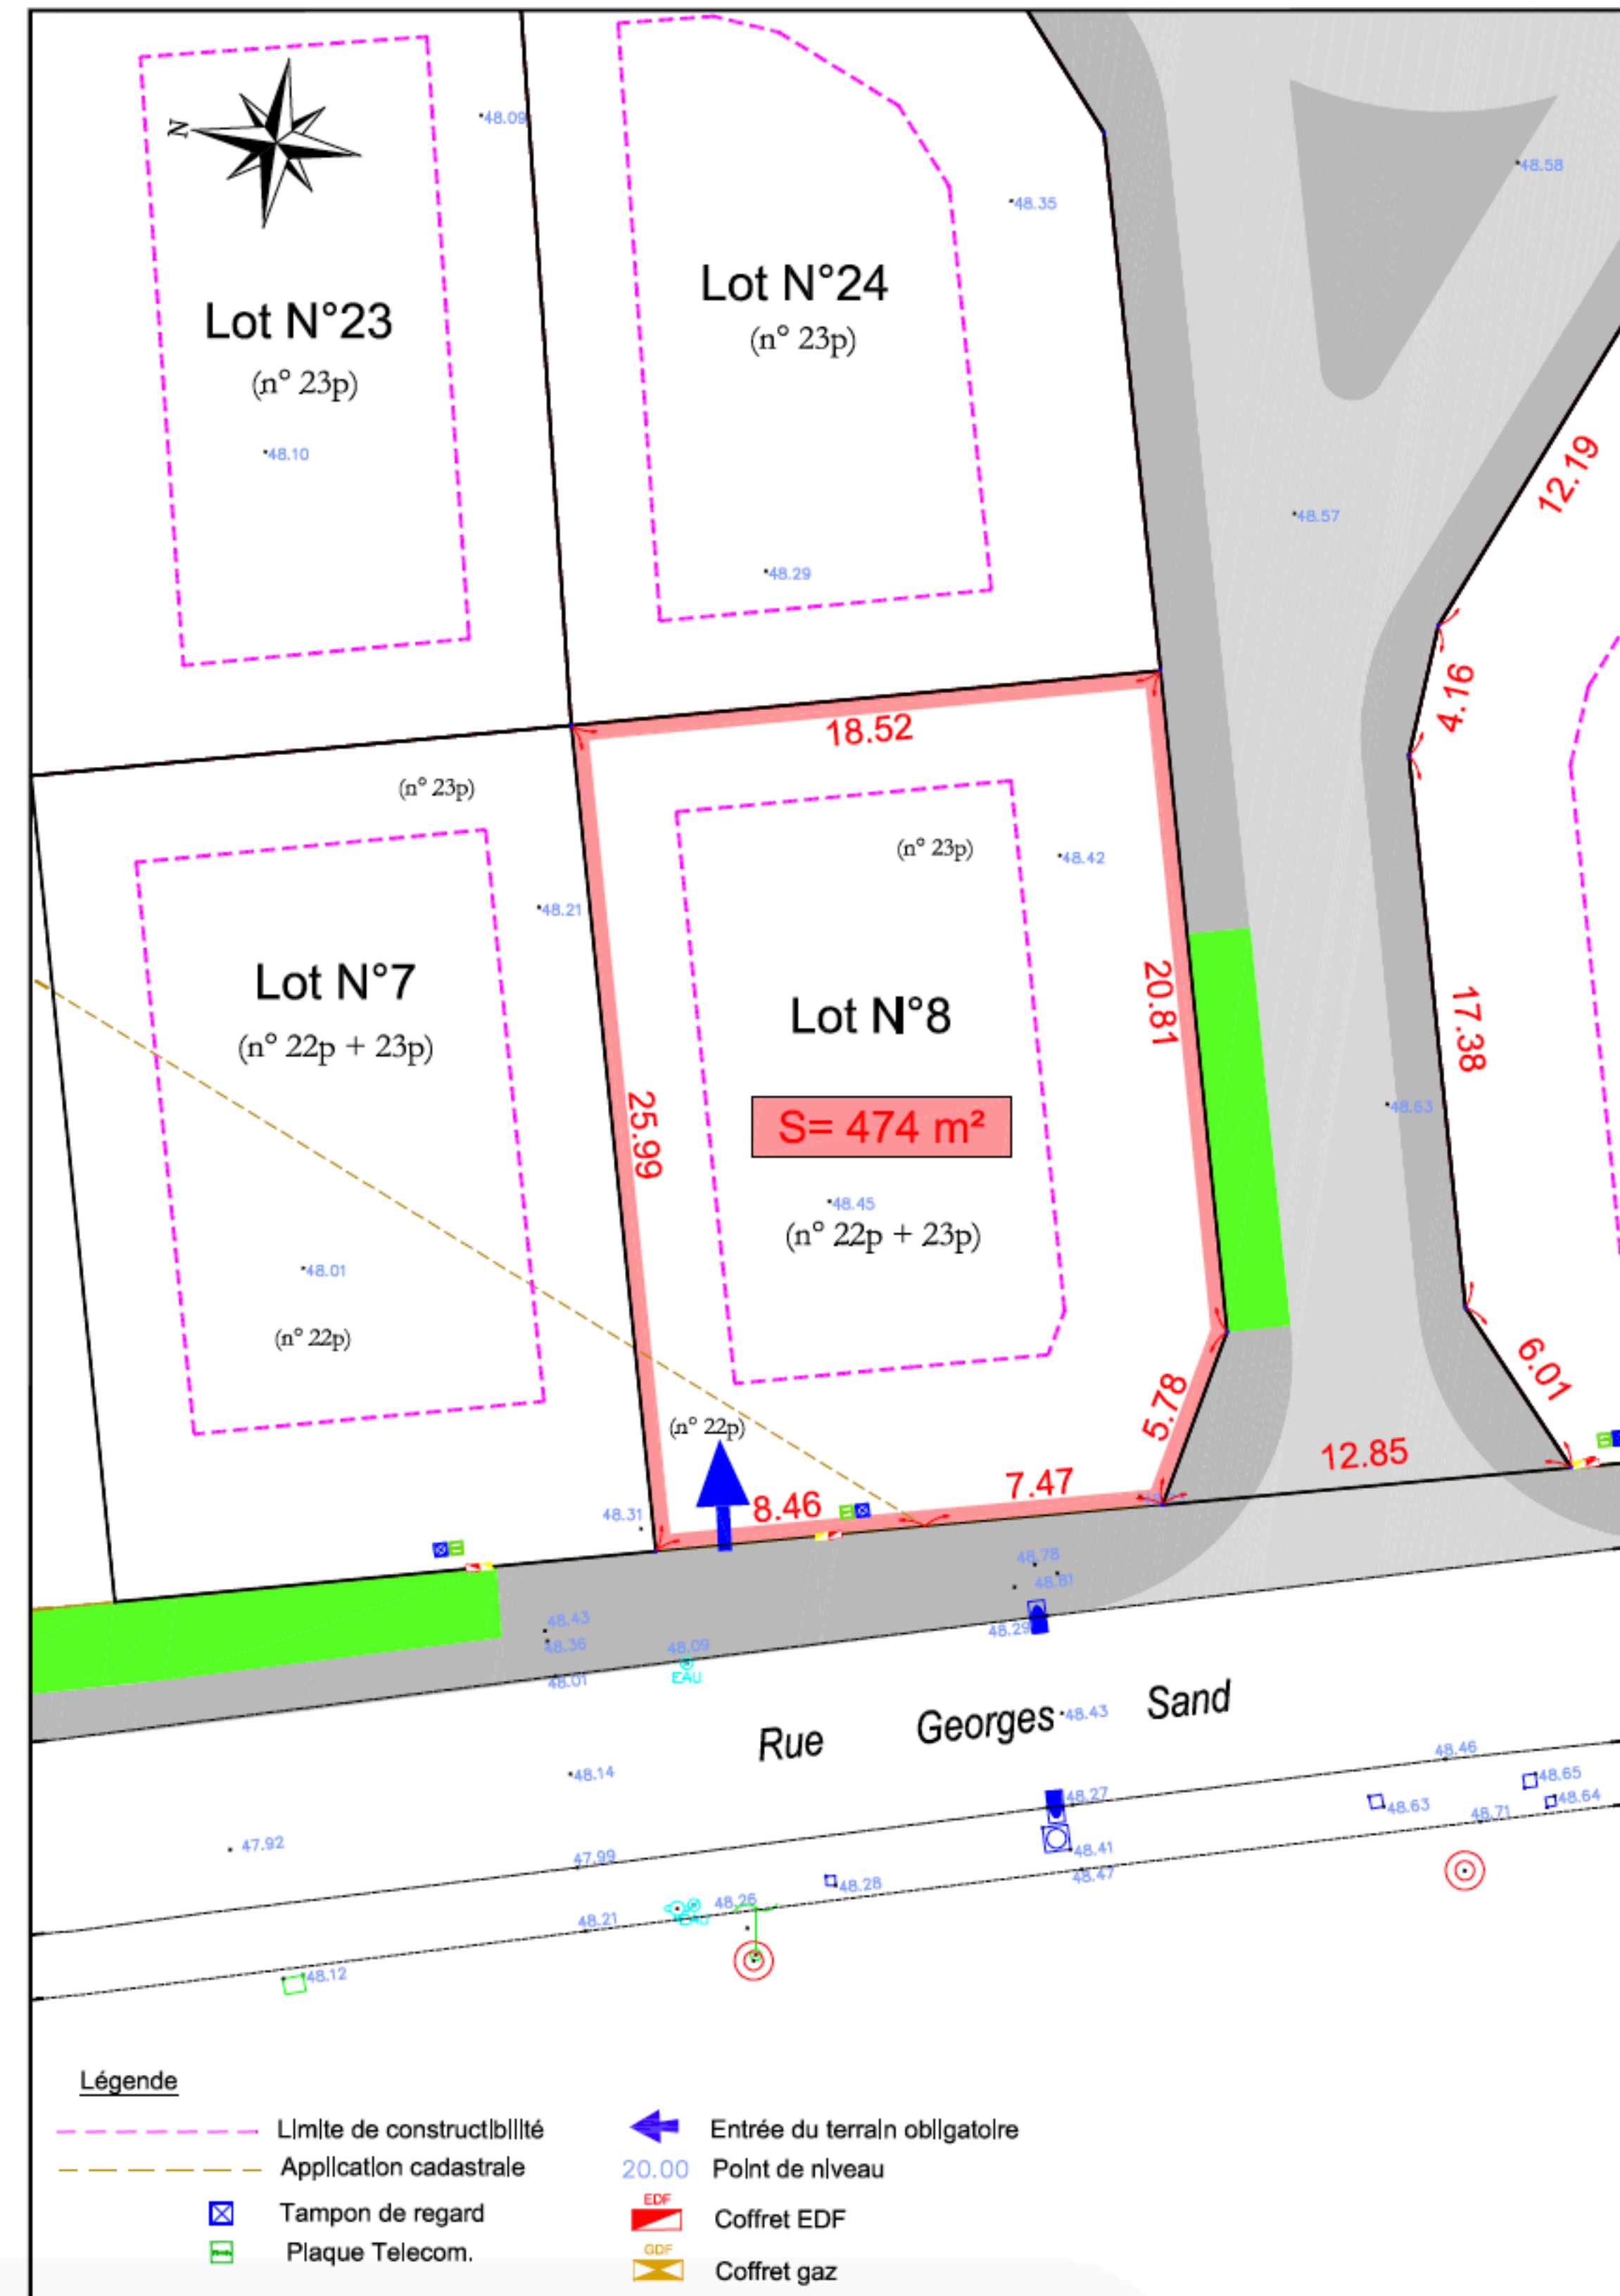 N
48.09
48.58
48.35
Lot N°24
(n° 23p)
Lot N°23
(n° 23p)
48.10
12.19
48.57
48.29
4.16
18.52
(n° 23p)
(n° 23p)
48.42
48.21
Lot N°7
(n° 22p + 23p)
Lot N°8
20.81
17.38
25.99
S= 474 m²
48.63
48.45
(n° 22p + 23p)
48.01
(n° 22p)
6.01
5.78
(n° 22p)
12.85
7.47
8.46
48.31
48.78
48.81
48.43
48.29
48.36
48.09
48.01
EAU
Rue Georges Sand
48.43
48.14
48.46
48.27
48.65
48.64
48.63
48.71
47.92
47.99
48.41
48.47
48.28
48.26
EAU
48.21
48.12
Légende
Limite de constructibilité
Entrée du terrain obligatoire
Application cadastrale
20.00 Point de niveau
Tampon de regard
EDF
Coffret EDF
Plaque Telecom.
GDF
Coffret gaz